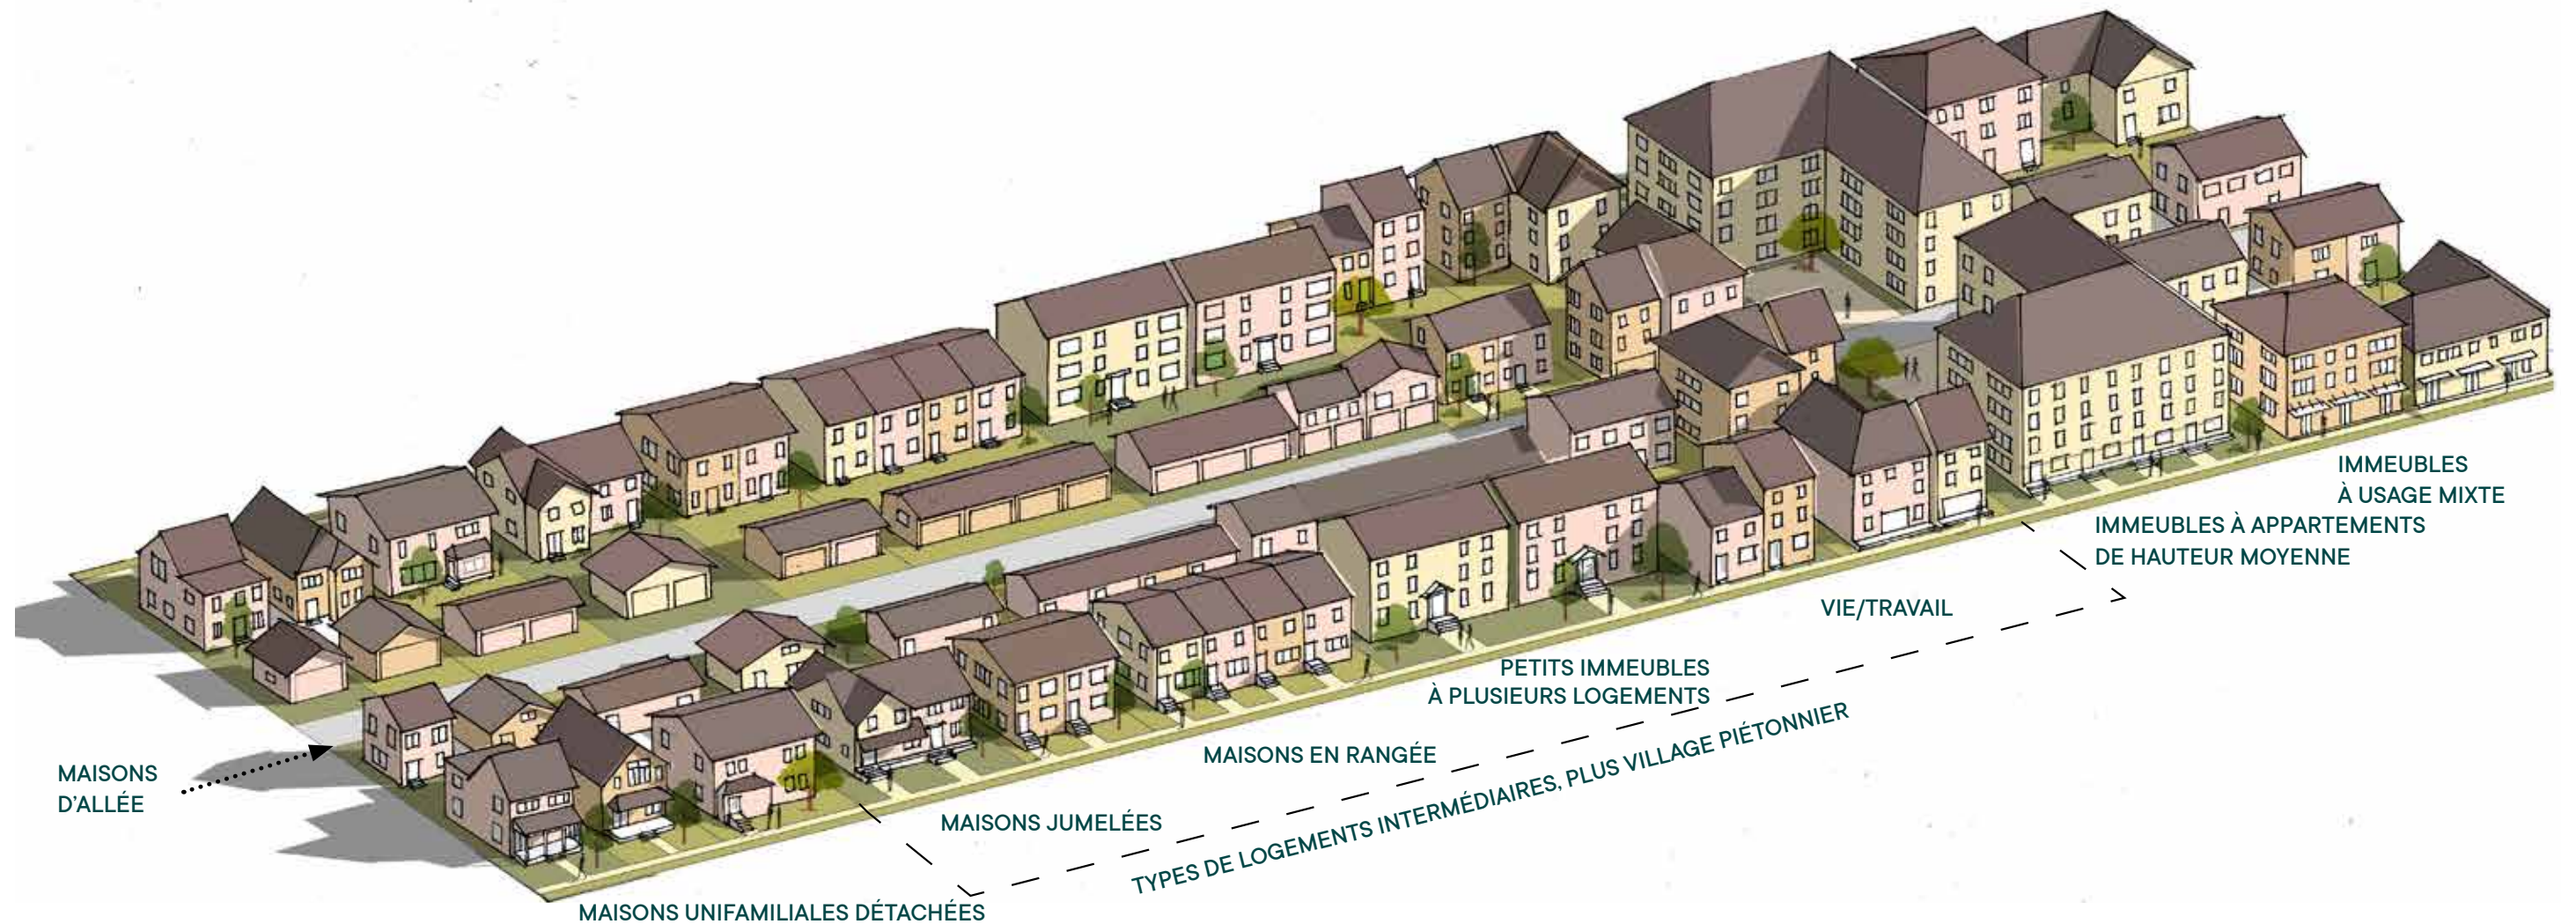 MAISONS
D'ALLÉE
MAISONS UNIFAMILIALES DÉTACHÉES
MAISONS JUMELÉES
MAISONS EN RANGÉE
PETITS IMMEUBLES
À PLUSIEURS LOGEMENTS
VIE/TRAVAIL
IMMEUBLES À APPARTEMENTS
DE HAUTEUR MOYENNE
IMMEUBLES
À USAGE MIXTE
TYPES DE LOGEMENTS INTERMÉDIAIRES, PLUS VILLAGE PIÉTONNIER